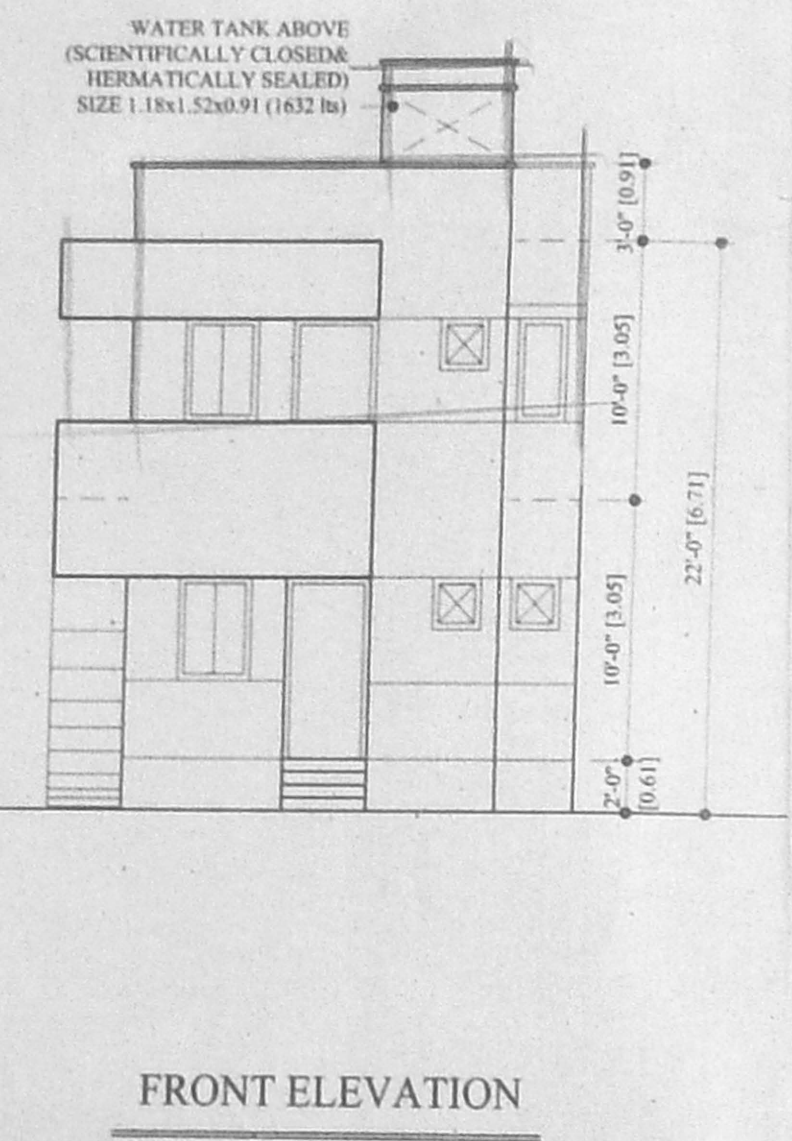 WATER TANK ABOVE
(SCIENTIFICALLY CLOSED&
HERMATICALLY SEALED)
SIZE 1.18x1.52x0.91 (1632 lts)
3'-0" [0.91]
10'-0" [3.05]
22'-0" [6.71]
10'-0" [3.05]
2'-0"
[0.61]
FRONT ELEVATION